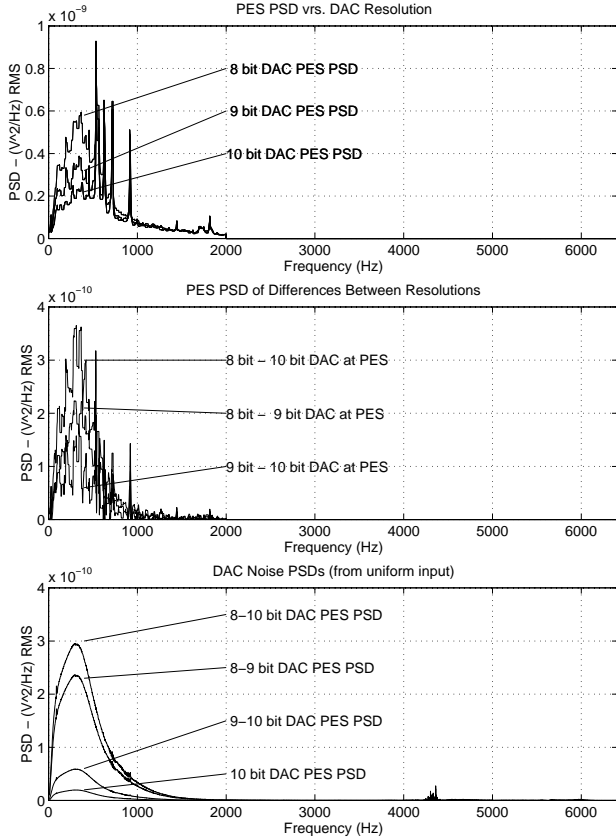 PES PSD vrs. DAC Resolution
x 10^−9
1
0.8
0.6
0.4
0.2
0
PSD − (V^2/Hz) RMS
8 bit DAC PES PSD
9 bit DAC PES PSD
10 bit DAC PES PSD
0 1000 2000 3000 4000 5000 6000
Frequency (Hz)
PES PSD of Differences Between Resolutions
x 10^−10
4
3
2
1
0
PSD − (V^2/Hz) RMS
8 bit − 10 bit DAC at PES
8 bit − 9 bit DAC at PES
9 bit − 10 bit DAC at PES
0 1000 2000 3000 4000 5000 6000
Frequency (Hz)
DAC Noise PSDs (from uniform input)
x 10^−10
4
3
2
1
0
PSD − (V^2/Hz) RMS
8−10 bit DAC PES PSD
8−9 bit DAC PES PSD
9−10 bit DAC PES PSD
10 bit DAC PES PSD
0 1000 2000 3000 4000 5000 6000
Frequency (Hz)